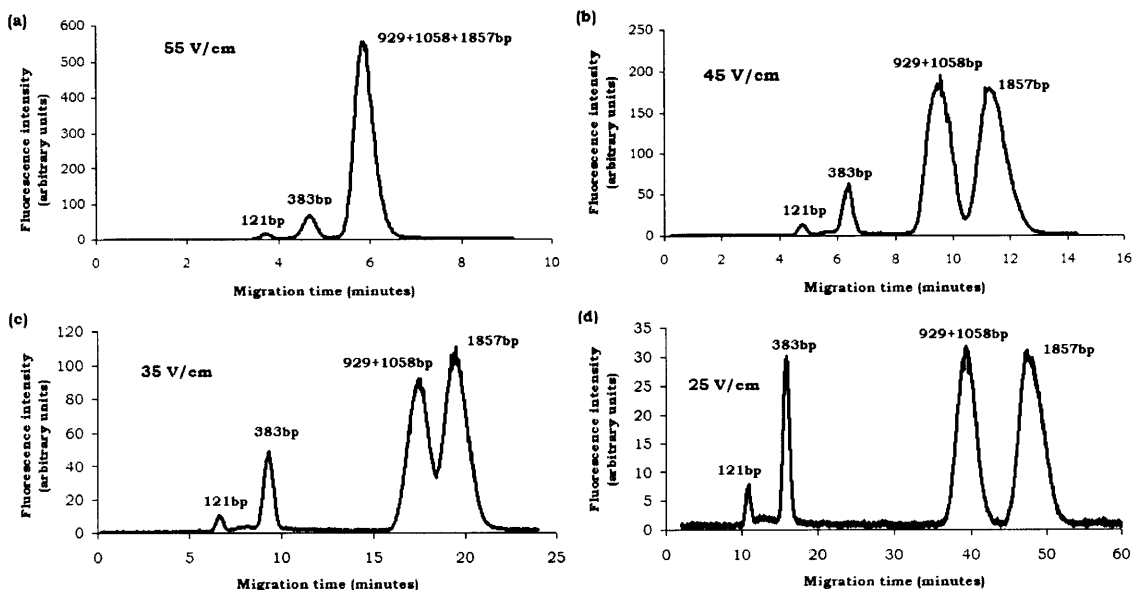 (a)
600
500
400
300
200
100
0
Fluorescence intensity
(arbitrary units)
55 V/cm
929+1058+1857bp
383bp
121bp
0 2 4 6 8 10
Migration time (minutes)
(b)
250
200
150
100
50
0
Fluorescence intensity
(arbitrary units)
45 V/cm
929+1058bp
1857bp
383bp
121bp
0 2 4 6 8 10 12 14 16
Migration time (minutes)
(c)
120
100
80
60
40
20
0
Fluorescence intensity
(arbitrary units)
35 V/cm
1857bp
929+1058bp
383bp
121bp
0 5 10 15 20 25
Migration time (minutes)
(d)
35
30
25
20
15
10
5
0
Fluorescence intensity
(arbitrary units)
25 V/cm
383bp
929+1058bp
1857bp
121bp
0 10 20 30 40 50 60
Migration time (minutes)